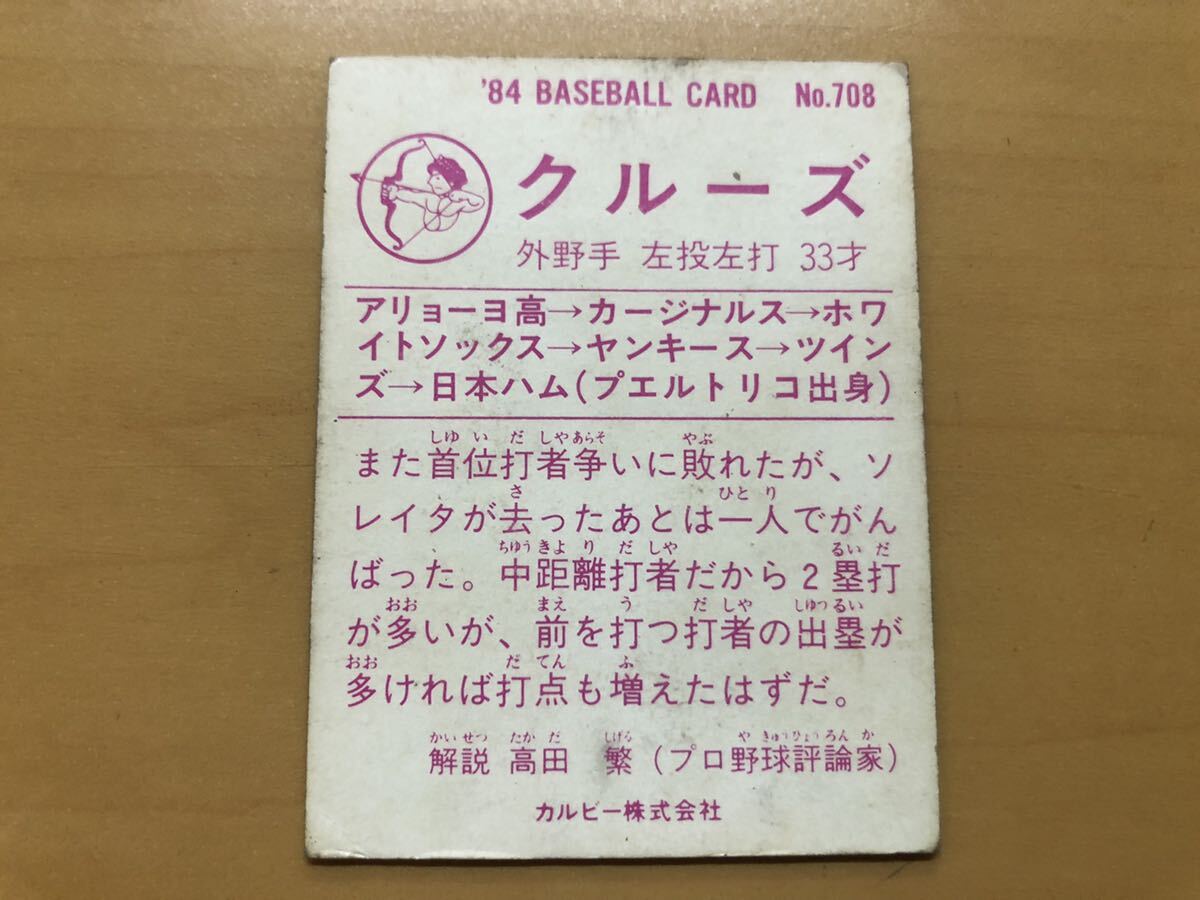 '84 BASEBALL CARD No.708
クルーズ
外野手 左投左打 33才
アリョーヨ高→カージナルス→ホワ
イトソックス→ヤンキース→ツイン
ズ→日本ハム(プエルトリコ出身)
しゆいだしやあらそ やぶ
また首位打者争いに敗れたが、ソ
さ ひとり
レイタが去ったあとは一人でがん
ちゆうきよりだしや るいだ
ばった。中距離打者だから2塁打
おお まえ う だしや しゆつるい
が多いが、前を打つ打者の出塁が
おお だてん ふ
多ければ打点も増えたはずだ。
かいせつ たかだ しげる やきゅうひょうろんか
解説 高田 繁(プロ野球評論家)
カルビー株式会社